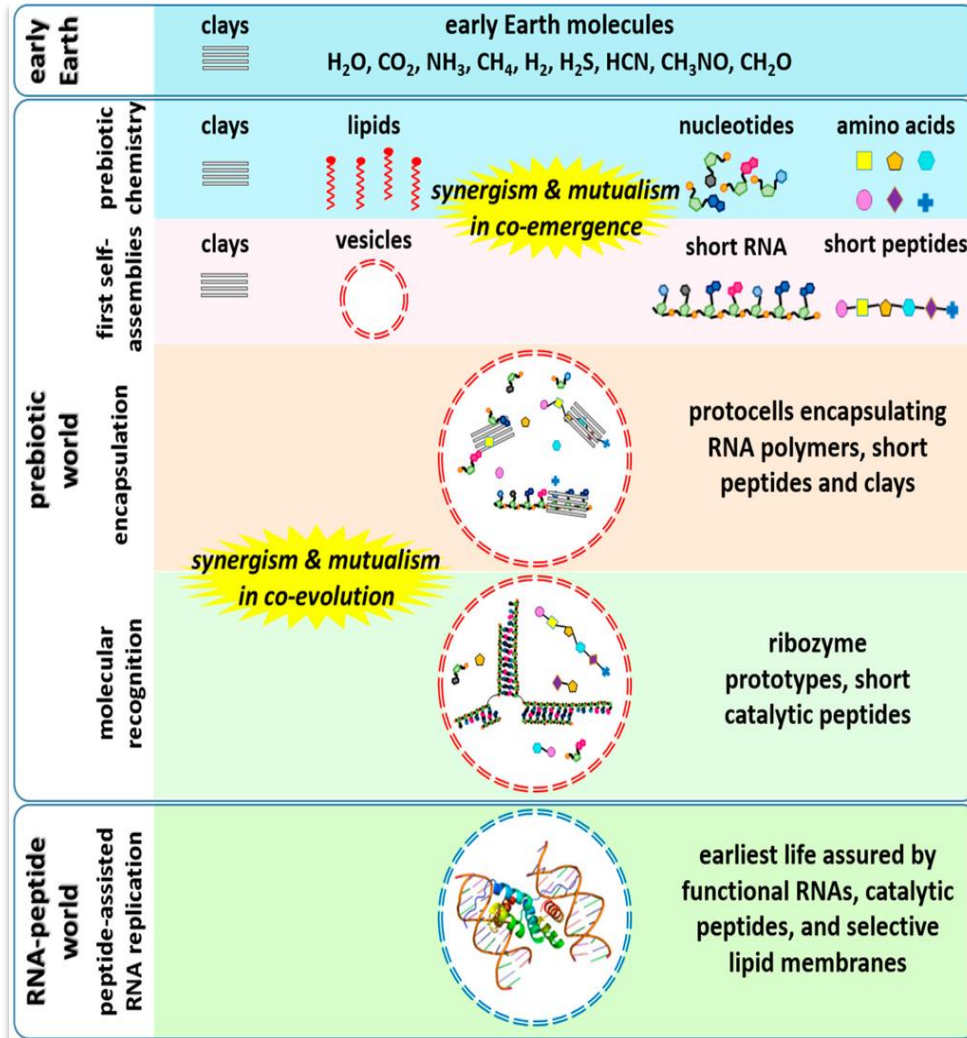 early
Earth
clays
early Earth molecules
H₂O, CO₂, NH₃, CH₄, H₂, H₂S, HCN, CH₃NO, CH₂O
prebiotic
world
prebiotic
chemistry
clays
lipids
nucleotides
amino acids
synergism & mutualism
in co-emergence
first self-
assemblies
clays
vesicles
short RNA
short peptides
encapsulation
protocells encapsulating
RNA polymers, short
peptides and clays
synergism & mutualism
in co-evolution
molecular
recognition
ribozyme
prototypes, short
catalytic peptides
RNA-peptide
world
peptide-assisted
RNA replication
earliest life assured by
functional RNAs, catalytic
peptides, and selective
lipid membranes